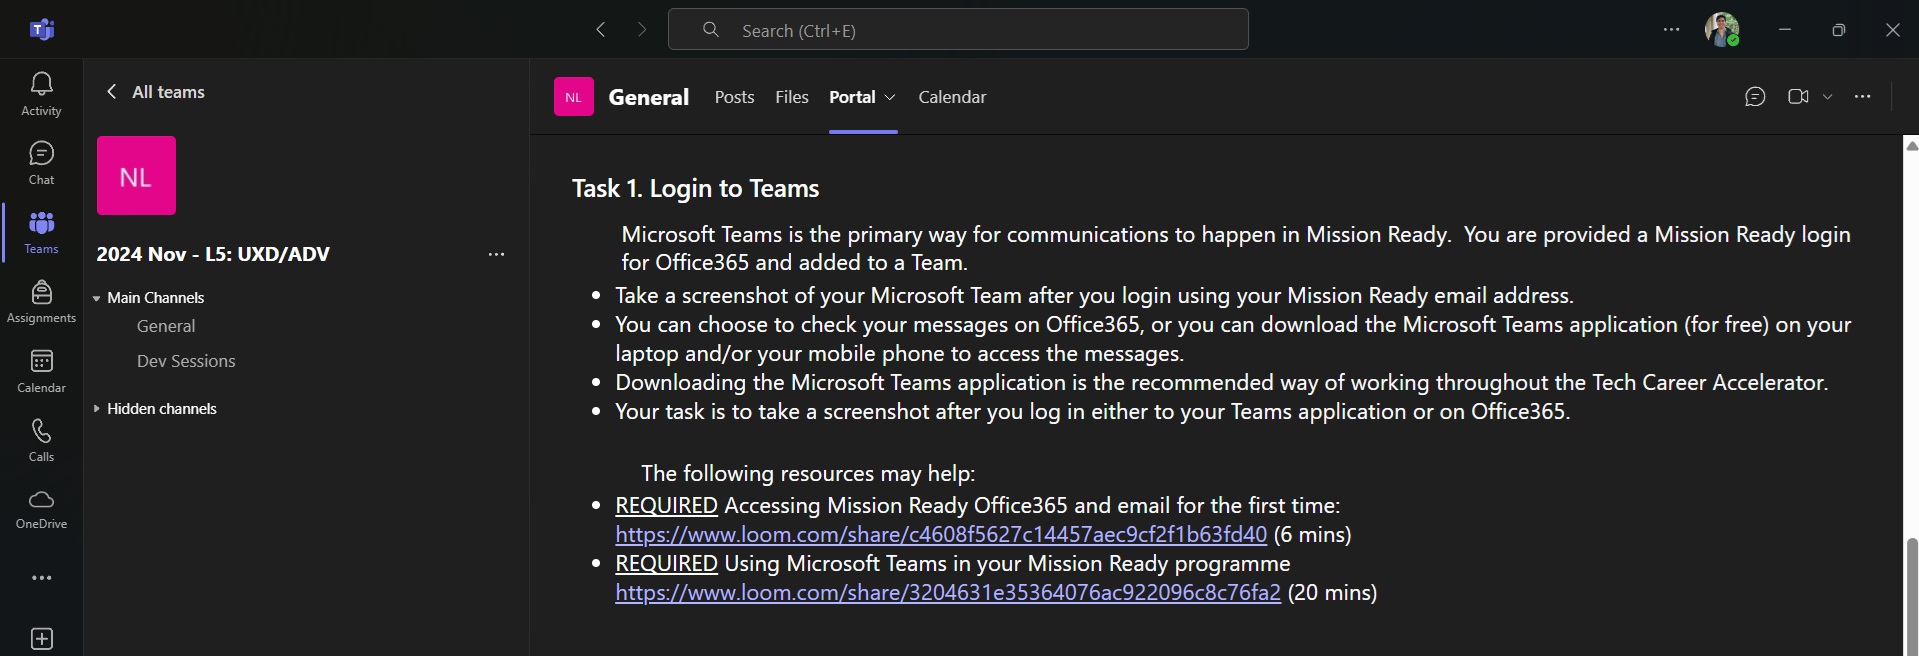 Search (Ctrl+E)
Activity
Chat
Teams
Assignments
Calendar
Calls
OneDrive
All teams
NL
2024 Nov - L5: UXD/ADV
Main Channels
General
Dev Sessions
Hidden channels
NL General Posts Files Portal Calendar
Task 1. Login to Teams
Microsoft Teams is the primary way for communications to happen in Mission Ready. You are provided a Mission Ready login
for Office365 and added to a Team.
• Take a screenshot of your Microsoft Team after you login using your Mission Ready email address.
• You can choose to check your messages on Office365, or you can download the Microsoft Teams application (for free) on your
laptop and/or your mobile phone to access the messages.
• Downloading the Microsoft Teams application is the recommended way of working throughout the Tech Career Accelerator.
• Your task is to take a screenshot after you log in either to your Teams application or on Office365.
The following resources may help:
• REQUIRED Accessing Mission Ready Office365 and email for the first time:
https://www.loom.com/share/c4608f5627c14457aec9cf2f1b63fd40 (6 mins)
• REQUIRED Using Microsoft Teams in your Mission Ready programme
https://www.loom.com/share/3204631e35364076ac922096c8c76fa2 (20 mins)